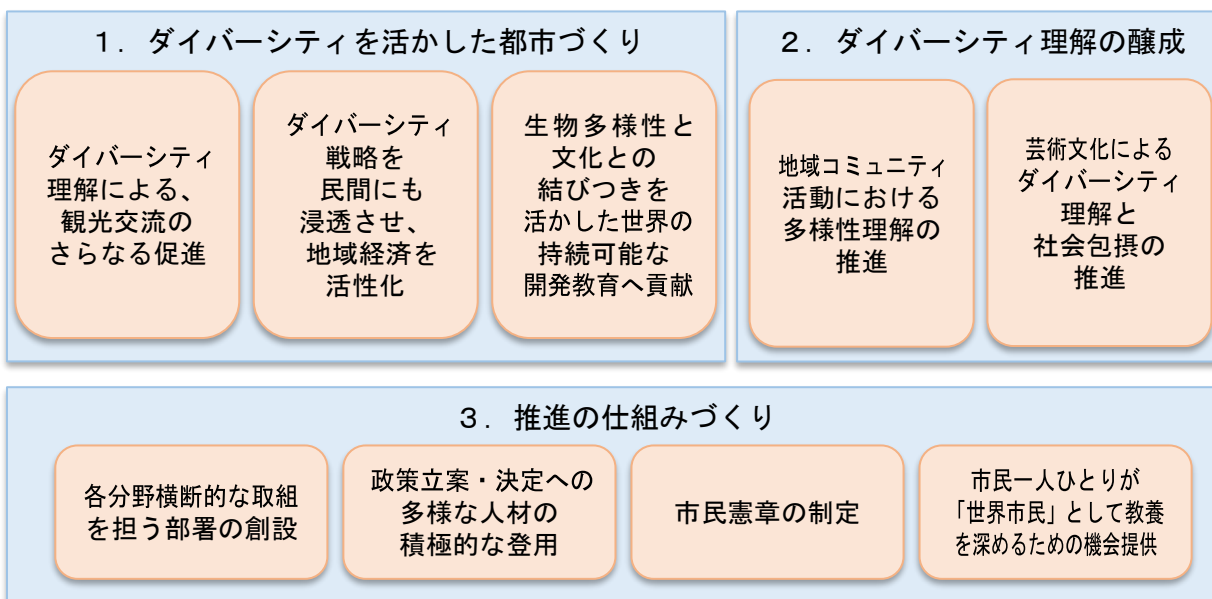 １．ダイバーシティを活かした都市づくり
ダイバーシティ
理解による、
観光交流の
さらなる促進
ダイバーシティ
戦略を
民間にも
浸透させ、
地域経済を
活性化
生物多様性と
文化との
結びつきを
活かした世界の
持続可能な
開発教育へ貢献
２．ダイバーシティ理解の醸成
地域コミュニティ
活動における
多様性理解の
推進
芸術文化による
ダイバーシティ
理解と
社会包摂の
推進
３．推進の仕組みづくり
各分野横断的な取組
を担う部署の創設
政策立案・決定への
多様な人材の
積極的な登用
市民憲章の制定
市民一人ひとりが
「世界市民」として教養
を深めるための機会提供